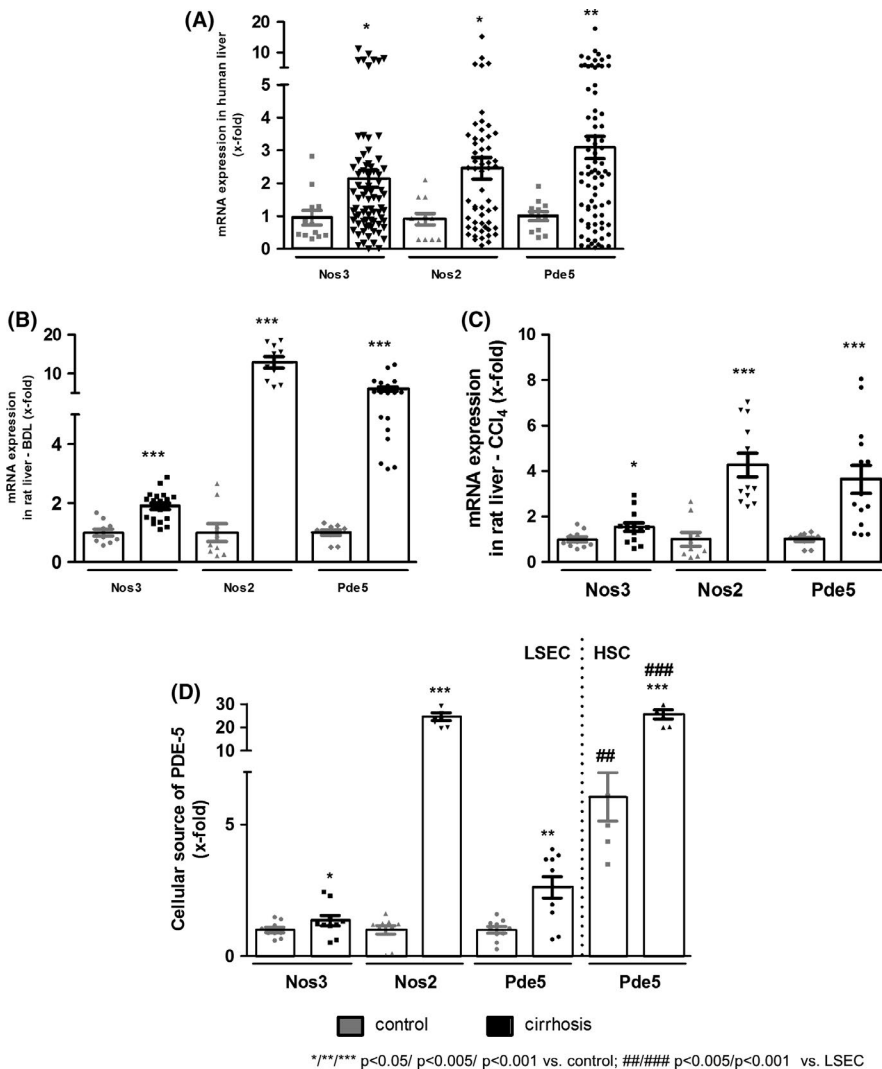 (A)
mRNA expression in human liver
(x-fold)
20
15
10
5
4
3
2
1
0
*
*
**
Nos3
Nos2
Pde5
(B)
mRNA expression
in rat liver - BDL (x-fold)
20
15
10
4
2
0
***
***
***
Nos3
Nos2
Pde5
(C)
mRNA expression
in rat liver - CCl₄ (x-fold)
10
8
6
4
2
0
*
***
***
Nos3
Nos2
Pde5
(D)
Cellular source of PDE-5
(x-fold)
30
20
10
5
0
LSEC
HSC
*
***
**
##
###
***
Nos3
Nos2
Pde5
Pde5
control
cirrhosis
*/**/*** p<0.05/ p<0.005/ p<0.001 vs. control; ##/### p<0.005/p<0.001 vs. LSEC